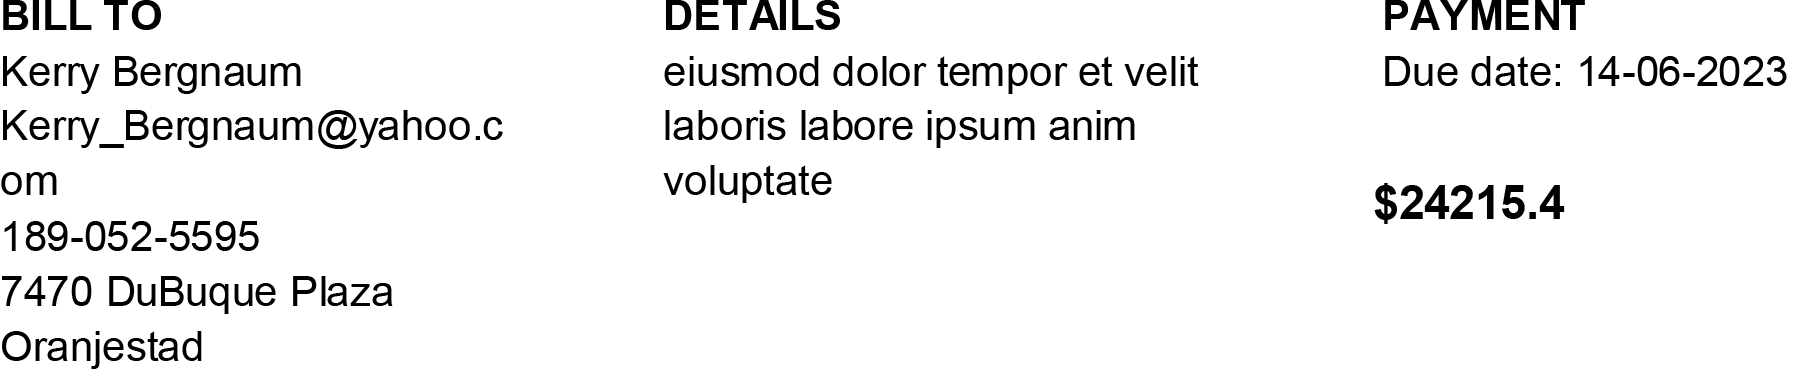 BILL TO
Kerry Bergnaum
Kerry_Bergnaum@yahoo.c
om
189-052-5595
7470 DuBuque Plaza
Oranjestad
DETAILS
eiusmod dolor tempor et velit
laboris labore ipsum anim
voluptate
PAYMENT
Due date: 14-06-2023
$24215.4